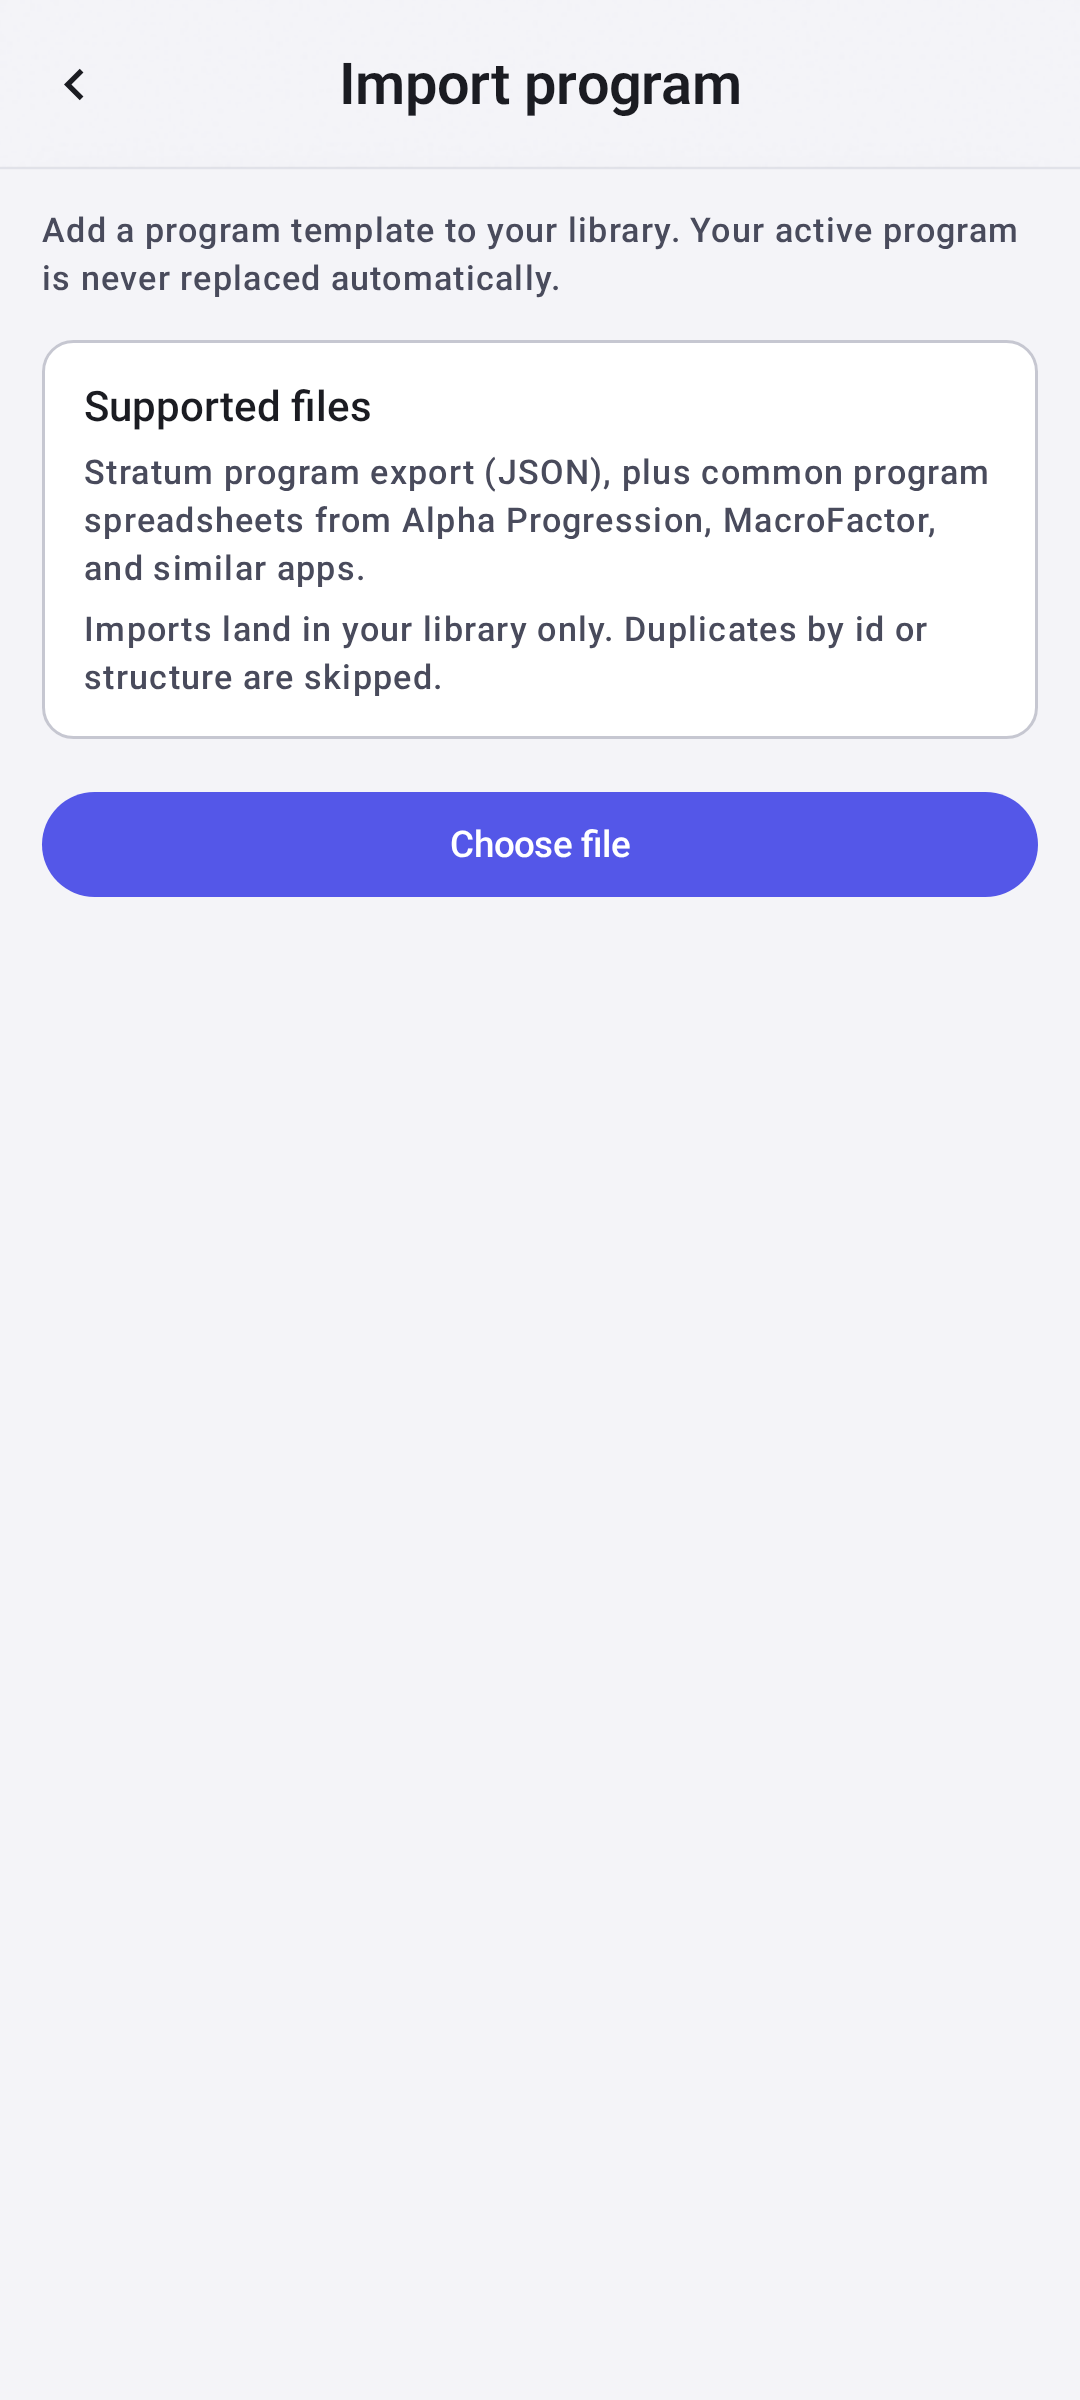 Import program
Add a program template to your library. Your active program
is never replaced automatically.
Supported files
Stratum program export (JSON), plus common program
spreadsheets from Alpha Progression, MacroFactor,
and similar apps.
Imports land in your library only. Duplicates by id or
structure are skipped.
Choose file